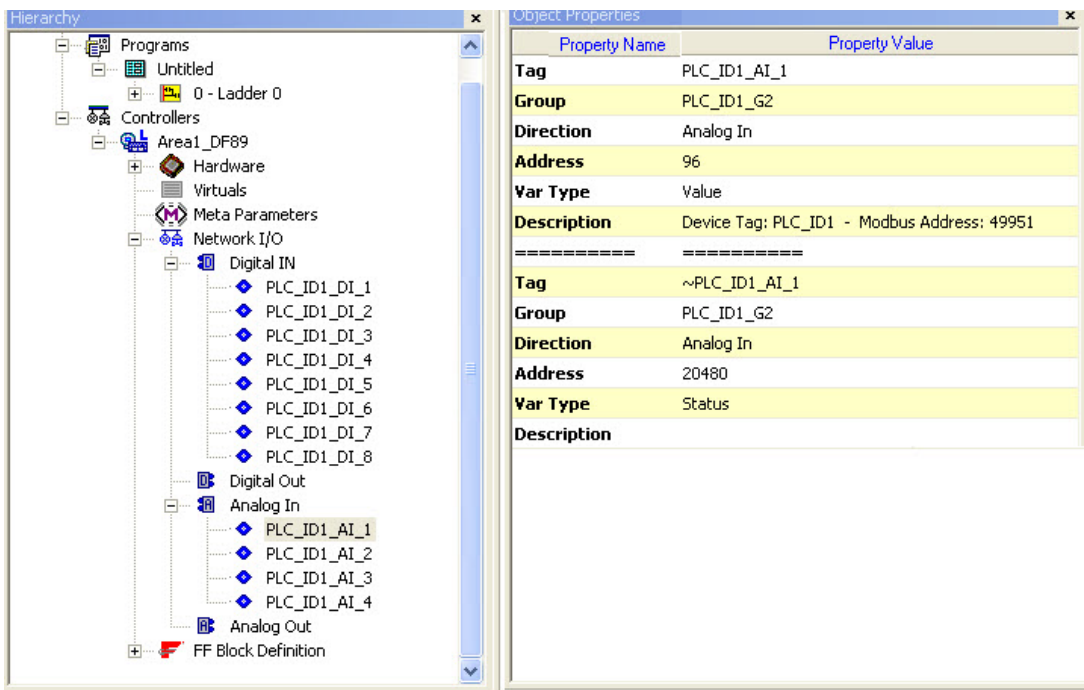 Hierarchy
Programs
Untitled
0 - Ladder 0
Controllers
Area1_DF89
Hardware
Virtuals
Meta Parameters
Network I/O
Digital IN
PLC_ID1_DI_1
PLC_ID1_DI_2
PLC_ID1_DI_3
PLC_ID1_DI_4
PLC_ID1_DI_5
PLC_ID1_DI_6
PLC_ID1_DI_7
PLC_ID1_DI_8
Digital Out
Analog In
PLC_ID1_AI_1
PLC_ID1_AI_2
PLC_ID1_AI_3
PLC_ID1_AI_4
Analog Out
FF Block Definition
Object Properties
Property Name Property Value
Tag PLC_ID1_AI_1
Group PLC_ID1_G2
Direction Analog In
Address 96
Var Type Value
Description Device Tag: PLC_ID1 - Modbus Address: 49951
========== ==========
Tag ~PLC_ID1_AI_1
Group PLC_ID1_G2
Direction Analog In
Address 20480
Var Type Status
Description